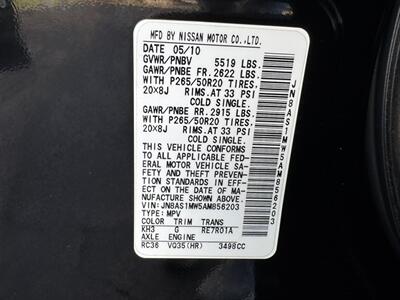 MFD BY NISSAN MOTOR CO.,LTD.
DATE 05/10
GVWR/PNBV 5519 LBS.
GAWR/PNBE FR. 2622 LBS.
WITH P265/50R20 TIRES,
20X8J RIMS. AT 33 PSI
COLD SINGLE.
GAWR/PNBE RR. 2915 LBS.
WITH P265/50R20 TIRES,
20X8J RIMS. AT 33 PSI
COLD SINGLE.
THIS VEHICLE CONFORMS TO
ALL APPLICABLE U.S. FED-
ERAL MOTOR VEHICLE SA-
FETY AND THEFT PREVEN-
TION STANDARDS IN EFF-
ECT ON THE DATE OF MA-
NUFACTURE SHOWN ABOVE.
VIN: JN8AS1MW5AM856203
TYPE: MPV
COLOR TRIM TRANS
KH3 G RE7R01A
AXLE ENGINE
RC36 VQ35(HR) 3498CC
JN8AS1MW5AM856203